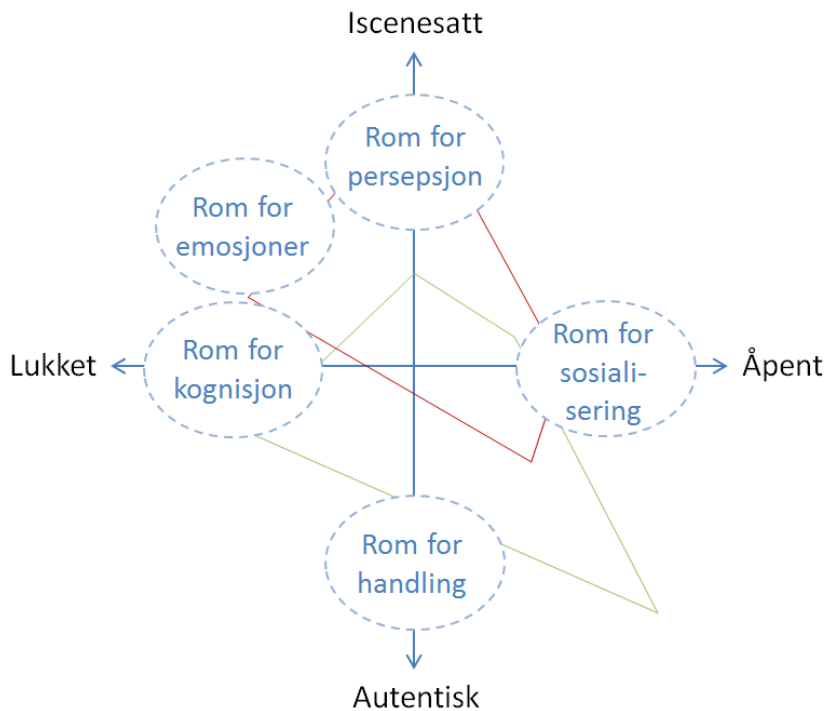 Iscenesatt
Rom for
persepsjon
Rom for
emosjoner
Lukket
Rom for
kognisjon
Rom for
sosiali-
sering
Åpent
Rom for
handling
Autentisk